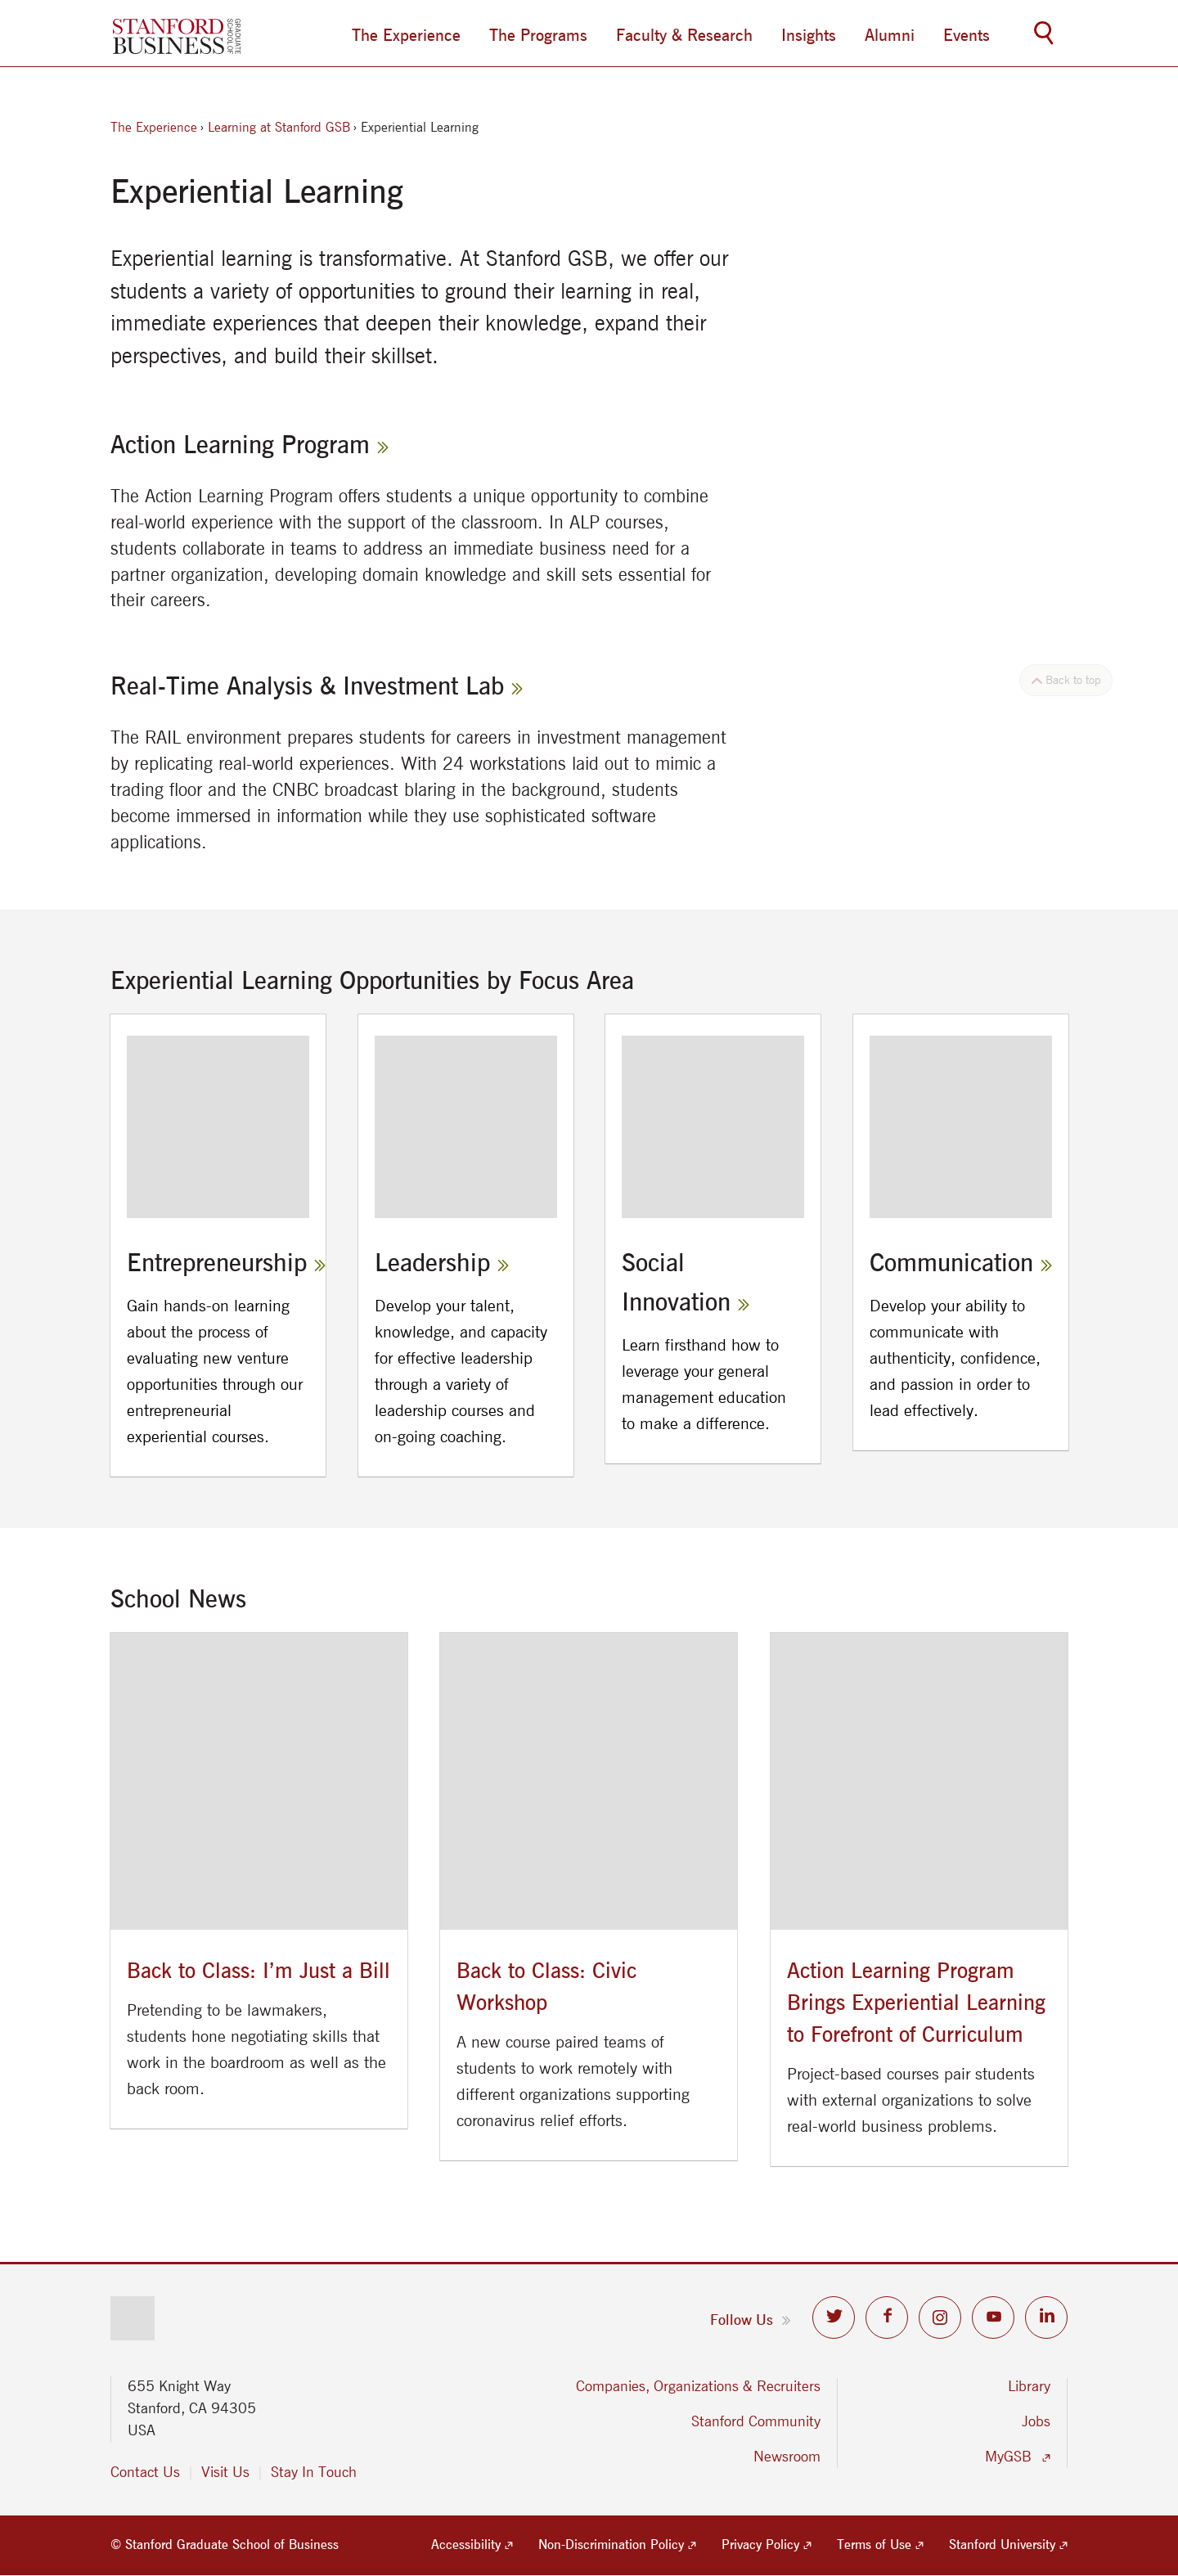 STANFORD
BUSINESS
GRADUATE
SCHOOL OF
The Experience The Programs Faculty & Research Insights Alumni Events
The Experience › Learning at Stanford GSB › Experiential Learning
Experiential Learning
Experiential learning is transformative. At Stanford GSB, we offer our
students a variety of opportunities to ground their learning in real,
immediate experiences that deepen their knowledge, expand their
perspectives, and build their skillset.
Action Learning Program »
The Action Learning Program offers students a unique opportunity to combine
real-world experience with the support of the classroom. In ALP courses,
students collaborate in teams to address an immediate business need for a
partner organization, developing domain knowledge and skill sets essential for
their careers.
Real-Time Analysis & Investment Lab »
Back to top
The RAIL environment prepares students for careers in investment management
by replicating real-world experiences. With 24 workstations laid out to mimic a
trading floor and the CNBC broadcast blaring in the background, students
become immersed in information while they use sophisticated software
applications.
Experiential Learning Opportunities by Focus Area
Entrepreneurship »
Gain hands-on learning
about the process of
evaluating new venture
opportunities through our
entrepreneurial
experiential courses.
Leadership »
Develop your talent,
knowledge, and capacity
for effective leadership
through a variety of
leadership courses and
on-going coaching.
Social
Innovation »
Learn firsthand how to
leverage your general
management education
to make a difference.
Communication »
Develop your ability to
communicate with
authenticity, confidence,
and passion in order to
lead effectively.
School News
Back to Class: I’m Just a Bill
Pretending to be lawmakers,
students hone negotiating skills that
work in the boardroom as well as the
back room.
Back to Class: Civic
Workshop
A new course paired teams of
students to work remotely with
different organizations supporting
coronavirus relief efforts.
Action Learning Program
Brings Experiential Learning
to Forefront of Curriculum
Project-based courses pair students
with external organizations to solve
real-world business problems.
Follow Us »
655 Knight Way
Stanford, CA 94305
USA
Contact Us | Visit Us | Stay In Touch
Companies, Organizations & Recruiters
Stanford Community
Newsroom
Library
Jobs
MyGSB
© Stanford Graduate School of Business Accessibility Non-Discrimination Policy Privacy Policy Terms of Use Stanford University